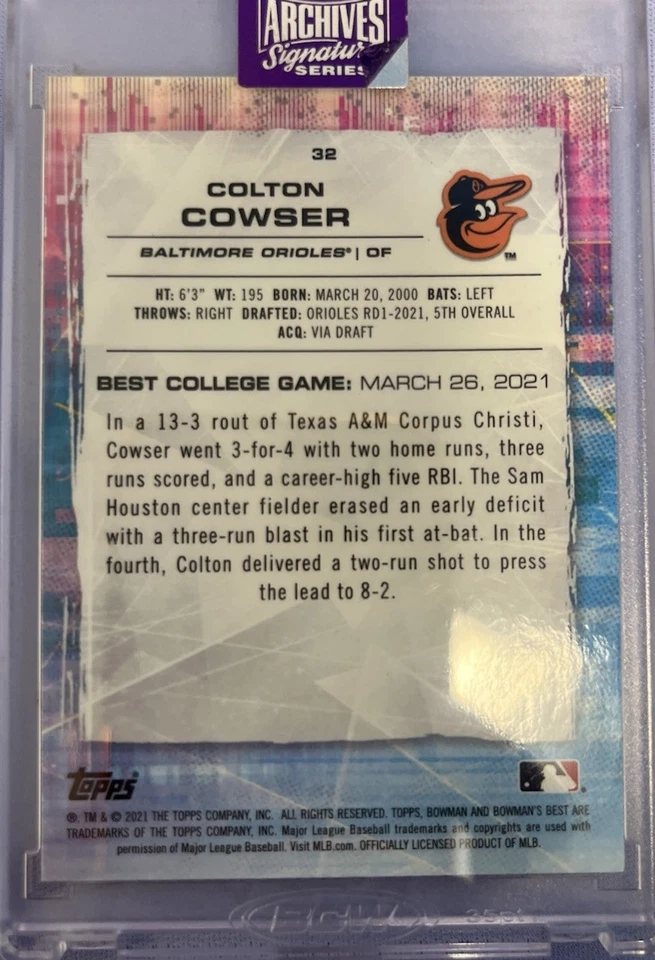 ARCHIVES
Signature
SERIES
32
COLTON
COWSER
BALTIMORE ORIOLES® | OF
TM
HT: 6'3" WT: 195 BORN: MARCH 20, 2000 BATS: LEFT
THROWS: RIGHT DRAFTED: ORIOLES RD1-2021, 5TH OVERALL
ACQ: VIA DRAFT
BEST COLLEGE GAME: MARCH 26, 2021
In a 13-3 rout of Texas A&M Corpus Christi,
Cowser went 3-for-4 with two home runs, three
runs scored, and a career-high five RBI. The Sam
Houston center fielder erased an early deficit
with a three-run blast in his first at-bat. In the
fourth, Colton delivered a two-run shot to press
the lead to 8-2.
Topps®
®, TM & © 2021 THE TOPPS COMPANY, INC. ALL RIGHTS RESERVED. TOPPS, BOWMAN AND BOWMAN'S BEST ARE
TRADEMARKS OF THE TOPPS COMPANY, INC. Major League Baseball trademarks and copyrights are used with
permission of Major League Baseball. Visit MLB.com. OFFICIALLY LICENSED PRODUCT OF MLB.
BCW